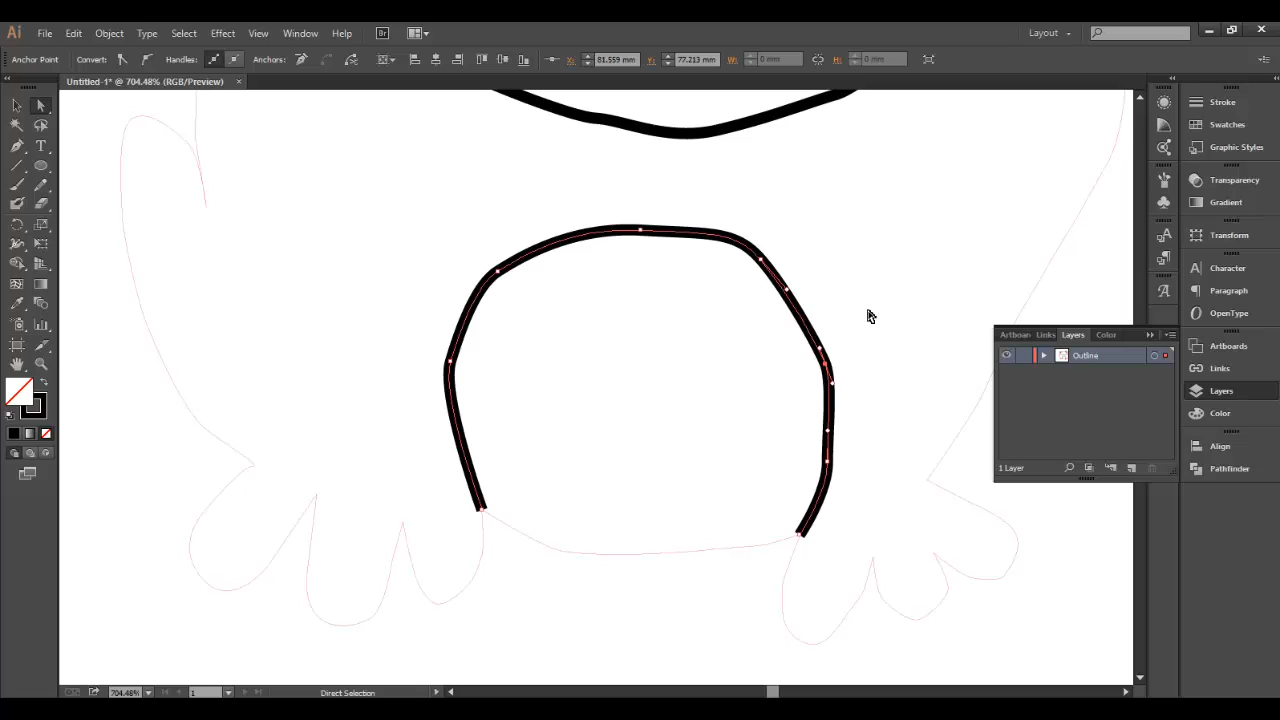 Ai File Edit Object Type Select Effect View Window Help Br Layout
Anchor Point Convert: Handles: Anchors: X: 81.559 mm Y: 77.213 mm W: 0 mm H: 0 mm
Untitled-1* @ 704.48% (RGB/Preview) ×
Stroke
Swatches
Graphic Styles
Transparency
Gradient
Transform
Character
Paragraph
OpenType
Artboan Links Layers Color
Outline
1 Layer
Artboards
Links
Layers
Color
Align
Pathfinder
704.48% 1 Direct Selection